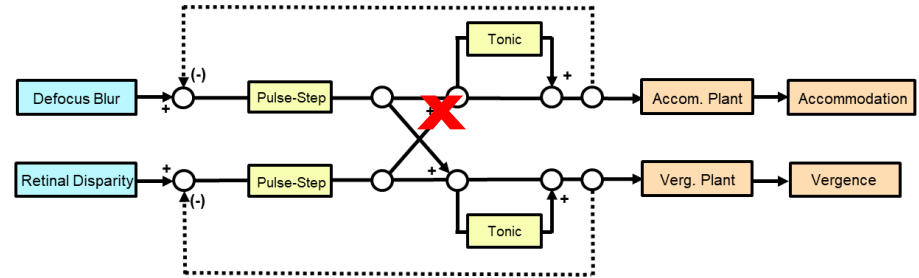 Tonic
(-)
+
+
Defocus Blur
Pulse-Step
Accom. Plant
Accommodation
+
+
Retinal Disparity
Pulse-Step
+
Verg. Plant
Vergence
(-)
+
Tonic